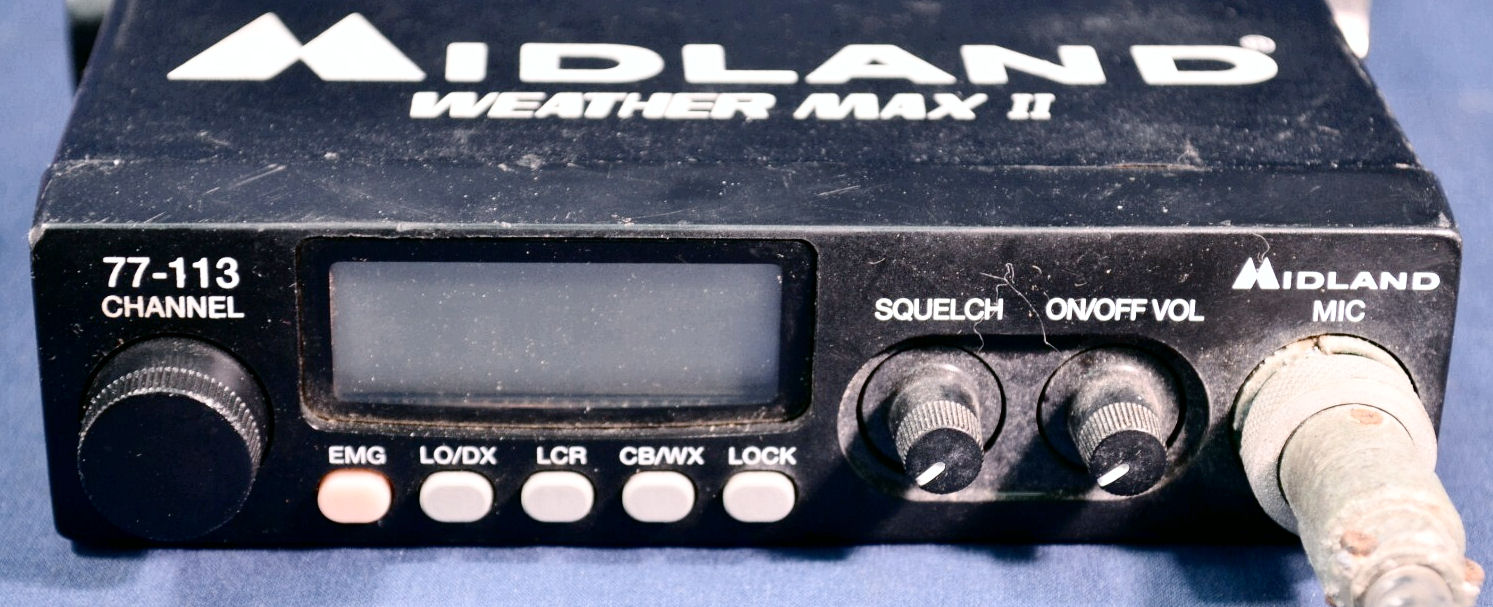 MIDLAND®
WEATHER MAX II
77-113
CHANNEL
SQUELCH
ON/OFF VOL
MIDLAND
MIC
EMG
LO/DX
LCR
CB/WX
LOCK